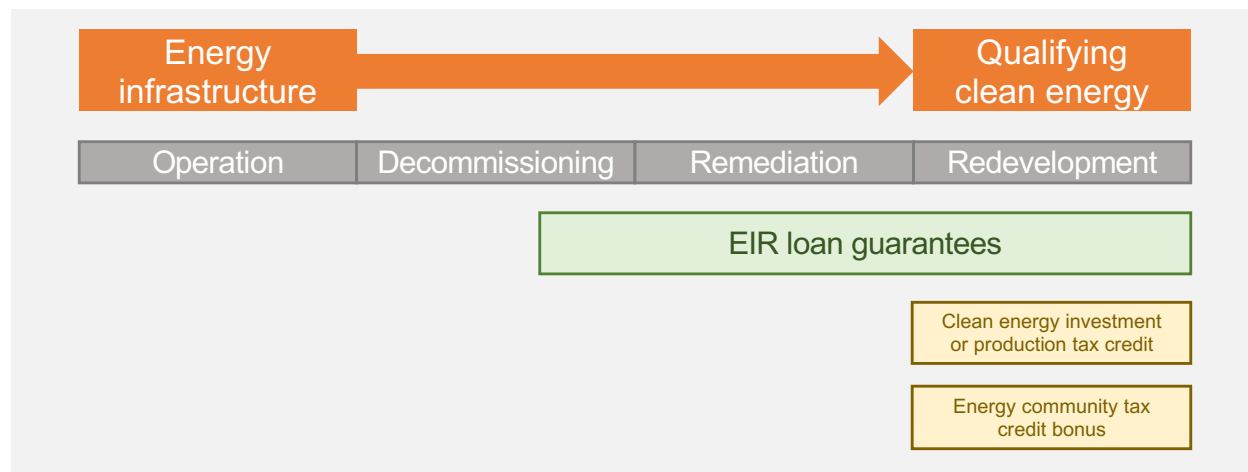 Energy
infrastructure
Qualifying
clean energy
Operation
Decommissioning
Remediation
Redevelopment
EIR loan guarantees
Clean energy investment
or production tax credit
Energy community tax
credit bonus